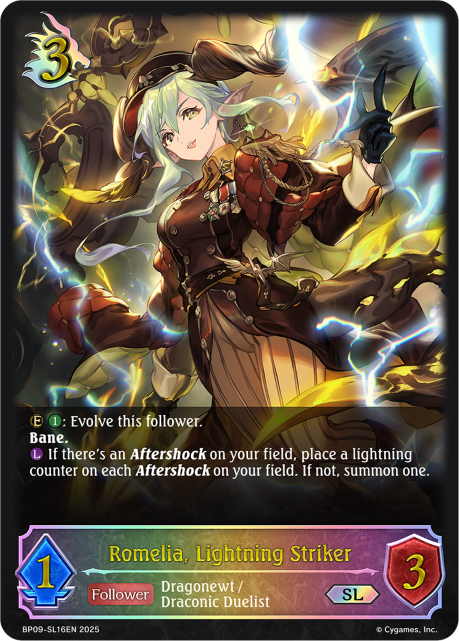 3
E 1: Evolve this follower.
Bane.
L If there's an Aftershock on your field, place a lightning
counter on each Aftershock on your field. If not, summon one.
Romelia, Lightning Striker
1
Follower
Dragonewt /
Draconic Duelist
SL
3
BP09-SL16EN 2025
© Cygames, Inc.